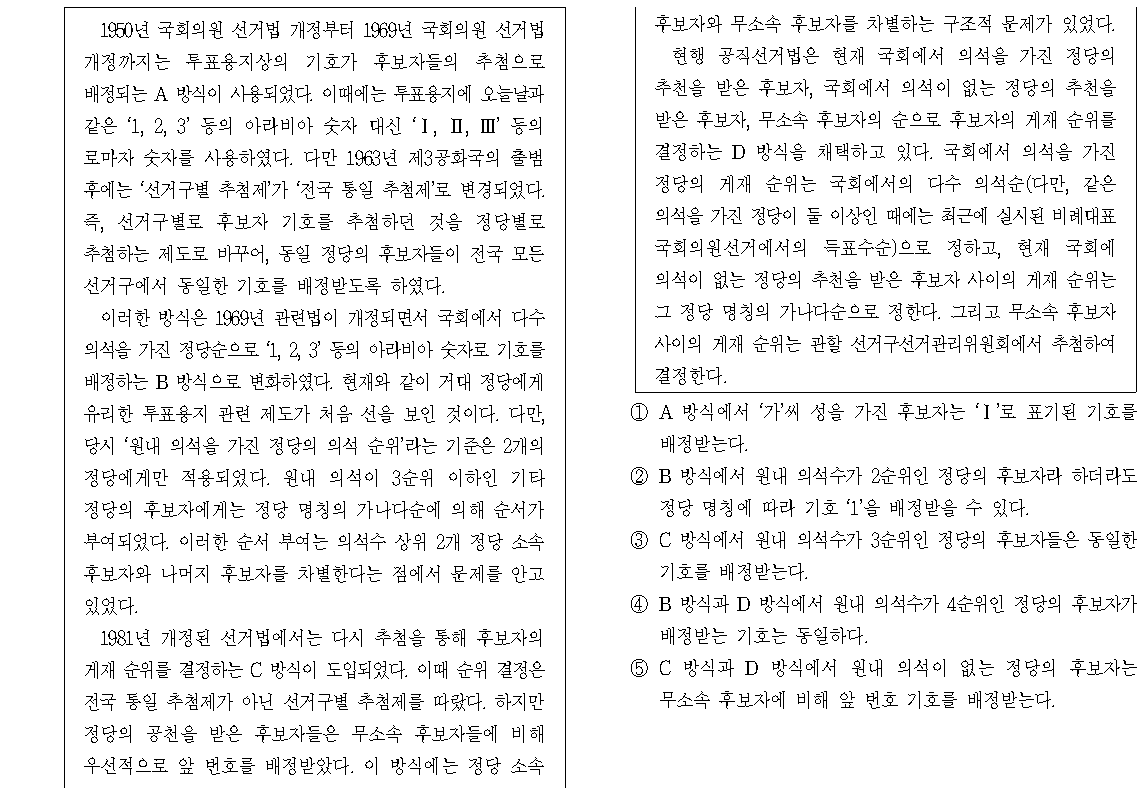 1950년 국회의원 선거법 개정부터 1969년 국회의원 선거법
개정까지는 투표용지상의 기호가 후보자들의 추첨으로
배정되는 A 방식이 사용되었다. 이때에는 투표용지에 오늘날과
같은 ‘1, 2, 3’ 등의 아라비아 숫자 대신 ‘Ⅰ, Ⅱ, Ⅲ’ 등의
로마자 숫자를 사용하였다. 다만 1963년 제3공화국의 출범
후에는 ‘선거구별 추첨제’가 ‘전국 통일 추첨제’로 변경되었다.
즉, 선거구별로 후보자 기호를 추첨하던 것을 정당별로
추첨하는 제도로 바꾸어, 동일 정당의 후보자들이 전국 모든
선거구에서 동일한 기호를 배정받도록 하였다.
이러한 방식은 1969년 관련법이 개정되면서 국회에서 다수
의석을 가진 정당순으로 ‘1, 2, 3’ 등의 아라비아 숫자로 기호를
배정하는 B 방식으로 변화하였다. 현재와 같이 거대 정당에게
유리한 투표용지 관련 제도가 처음 선을 보인 것이다. 다만,
당시 ‘원내 의석을 가진 정당의 의석 순위’라는 기준은 2개의
정당에게만 적용되었다. 원내 의석이 3순위 이하인 기타
정당의 후보자에게는 정당 명칭의 가나다순에 의해 순서가
부여되었다. 이러한 순서 부여는 의석수 상위 2개 정당 소속
후보자와 나머지 후보자를 차별한다는 점에서 문제를 안고
있었다.
1981년 개정된 선거법에서는 다시 추첨을 통해 후보자의
게재 순위를 결정하는 C 방식이 도입되었다. 이때 순위 결정은
전국 통일 추첨제가 아닌 선거구별 추첨제를 따랐다. 하지만
정당의 공천을 받은 후보자들은 무소속 후보자들에 비해
우선적으로 앞 번호를 배정받았다. 이 방식에는 정당 소속
후보자와 무소속 후보자를 차별하는 구조적 문제가 있었다.
현행 공직선거법은 현재 국회에서 의석을 가진 정당의
추천을 받은 후보자, 국회에서 의석이 없는 정당의 추천을
받은 후보자, 무소속 후보자의 순으로 후보자의 게재 순위를
결정하는 D 방식을 채택하고 있다. 국회에서 의석을 가진
정당의 게재 순위는 국회에서의 다수 의석순(다만, 같은
의석을 가진 정당이 둘 이상인 때에는 최근에 실시된 비례대표
국회의원선거에서의 득표수순)으로 정하고, 현재 국회에
의석이 없는 정당의 추천을 받은 후보자 사이의 게재 순위는
그 정당 명칭의 가나다순으로 정한다. 그리고 무소속 후보자
사이의 게재 순위는 관할 선거구선거관리위원회에서 추첨하여
결정한다.
① A 방식에서 ‘가’씨 성을 가진 후보자는 ‘Ⅰ’로 표기된 기호를
배정받는다.
② B 방식에서 원내 의석수가 2순위인 정당의 후보자라 하더라도
정당 명칭에 따라 기호 ‘1’을 배정받을 수 있다.
③ C 방식에서 원내 의석수가 3순위인 정당의 후보자들은 동일한
기호를 배정받는다.
④ B 방식과 D 방식에서 원내 의석수가 4순위인 정당의 후보자가
배정받는 기호는 동일하다.
⑤ C 방식과 D 방식에서 원내 의석이 없는 정당의 후보자는
무소속 후보자에 비해 앞 번호 기호를 배정받는다.